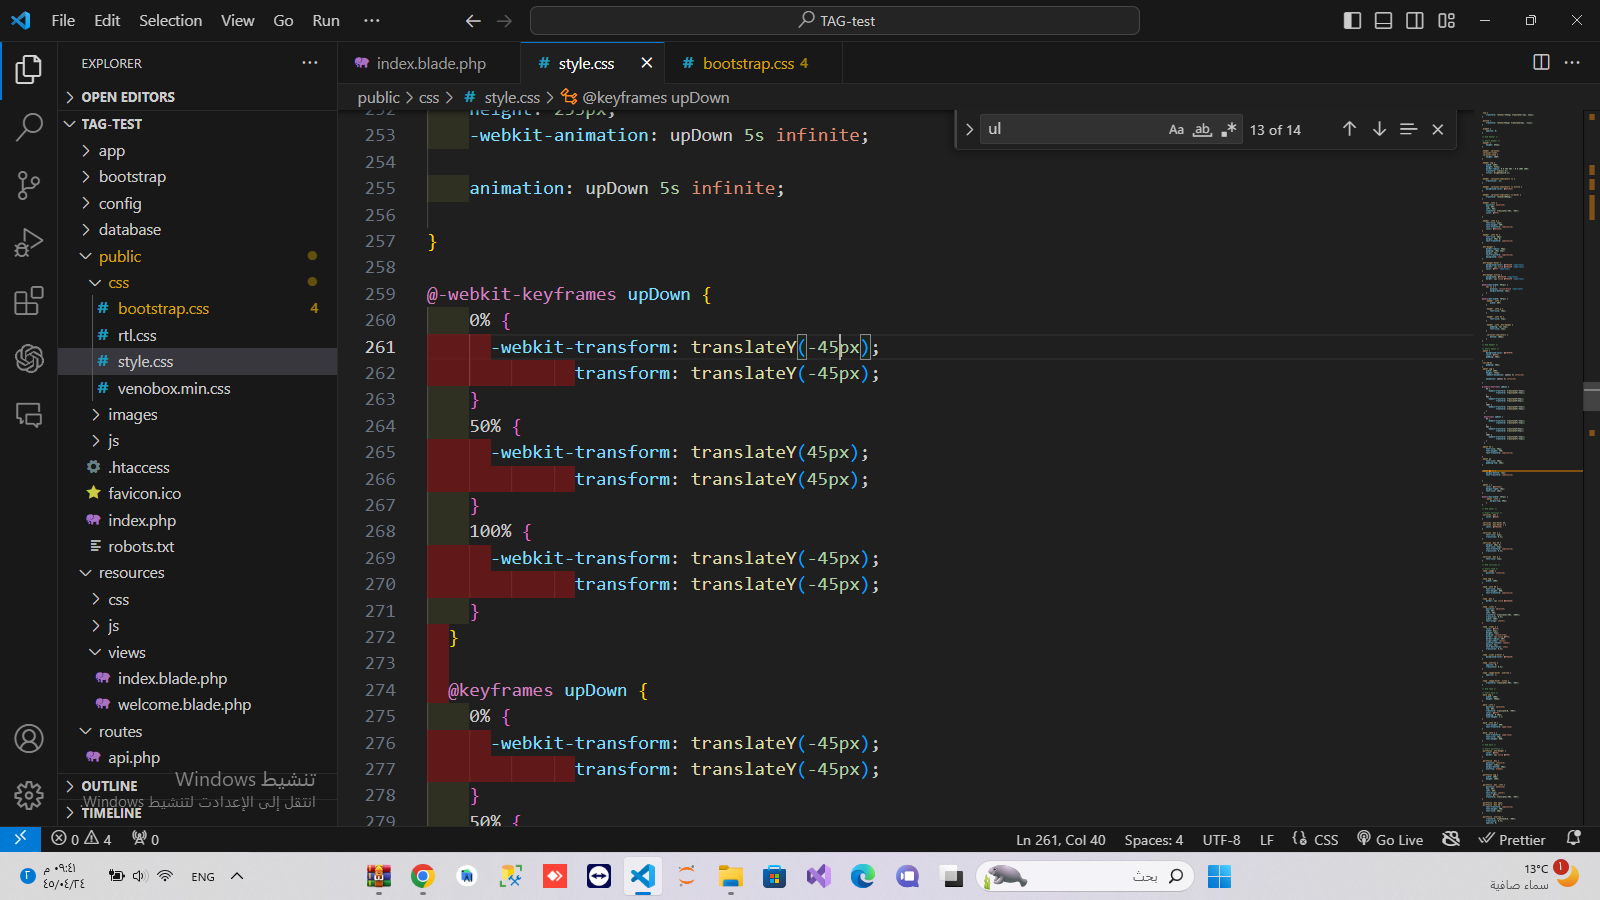 File Edit Selection View Go Run ···
TAG-test
EXPLORER ···
OPEN EDITORS
TAG-TEST
app
bootstrap
config
database
public
css
bootstrap.css 4
rtl.css
style.css
venobox.min.css
images
js
.htaccess
favicon.ico
index.php
robots.txt
resources
css
js
views
index.blade.php
welcome.blade.php
routes
api.php
OUTLINE
TIMELINE
تنشيط Windows
انتقل إلى الإعدادت لتنشيط Windows
index.blade.php
style.css
bootstrap.css 4
public > css > # style.css > @keyframes upDown
ul
Aa ab .*
13 of 14
252 height: 255px;
253 -webkit-animation: upDown 5s infinite;
254
255 animation: upDown 5s infinite;
256
257 }
258
259 @-webkit-keyframes upDown {
260 0% {
261 -webkit-transform: translateY(-45px);
262 transform: translateY(-45px);
263 }
264 50% {
265 -webkit-transform: translateY(45px);
266 transform: translateY(45px);
267 }
268 100% {
269 -webkit-transform: translateY(-45px);
270 transform: translateY(-45px);
271 }
272 }
273
274 @keyframes upDown {
275 0% {
276 -webkit-transform: translateY(-45px);
277 transform: translateY(-45px);
278 }
279 50% {
0 4 0
Ln 261, Col 40 Spaces: 4 UTF-8 LF CSS Go Live Prettier
٢
٠٩:٤١ م
٤٥/٠٤/٢٤
ENG
بحث
13°C
سماء صافية
١